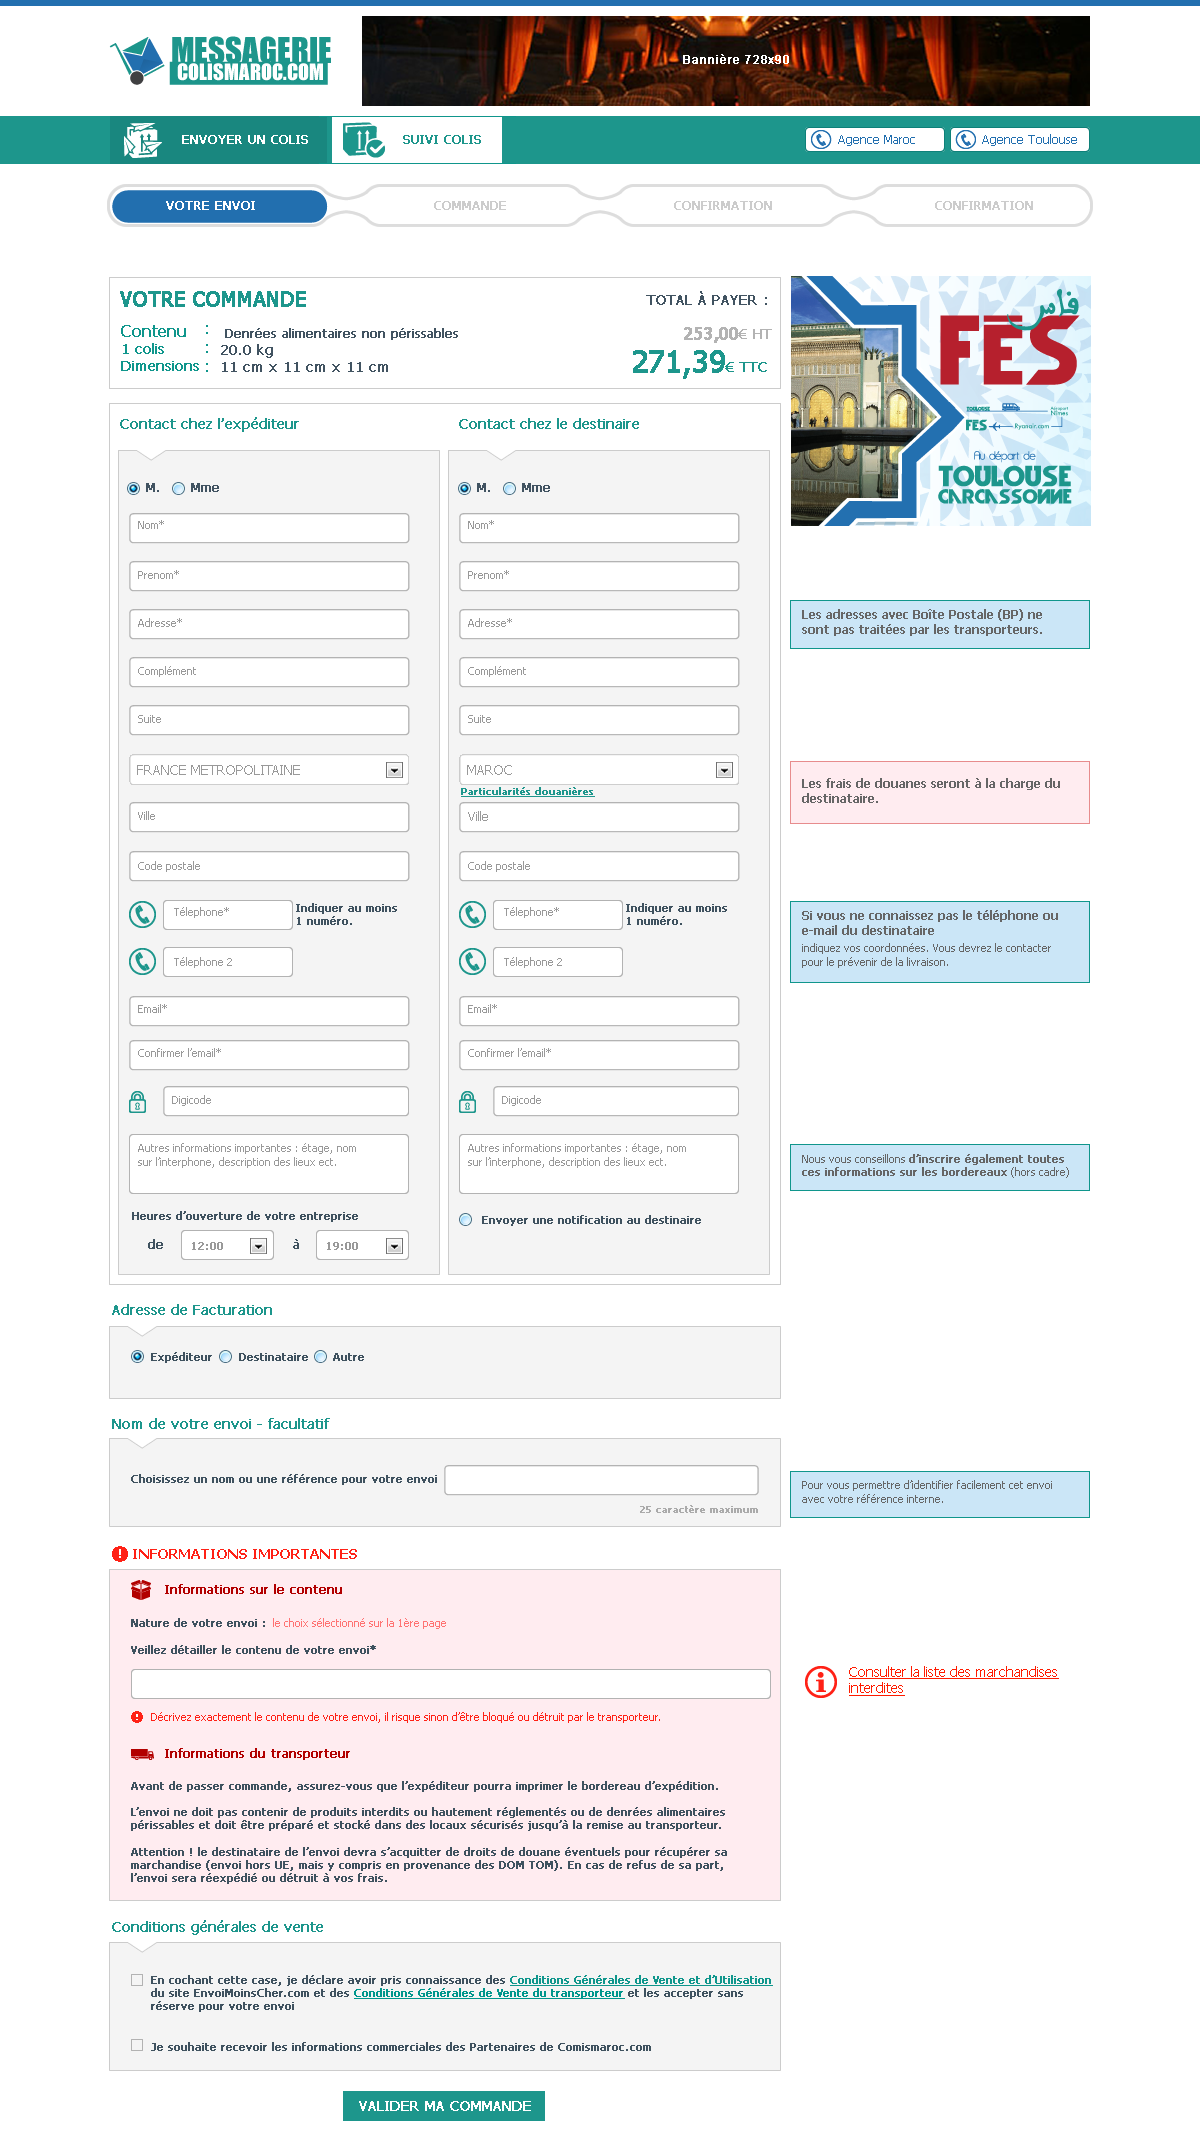 MESSAGERIE
COLISMAROC.COM
Bannière 728x90
ENVOYER UN COLIS
SUIVI COLIS
Agence Maroc
Agence Toulouse
VOTRE ENVOI
COMMANDE
CONFIRMATION
CONFIRMATION
VOTRE COMMANDE
TOTAL À PAYER :
Contenu : Denrées alimentaires non périssables
253,00€ HT
1 colis : 20.0 kg
271,39€ TTC
Dimensions : 11 cm x 11 cm x 11 cm
فاس
FES
TOULOUSE
FES
Aéroport
Nîmes
Ryanair.com
Au départ de
TOULOUSE
CARCASSONNE
Contact chez l'expéditeur
M. Mme
Nom*
Prenom*
Adresse*
Complément
Suite
FRANCE METROPOLITAINE
Ville
Code postale
Télephone*
Indiquer au moins
1 numéro.
Télephone 2
Email*
Confirmer l'email*
Digicode
Autres informations importantes : étage, nom
sur l'interphone, description des lieux ect.
Heures d'ouverture de votre entreprise
de 12:00 à 19:00
Contact chez le destinaire
M. Mme
Nom*
Prenom*
Adresse*
Complément
Suite
MAROC
Particularités douanières
Ville
Code postale
Télephone*
Indiquer au moins
1 numéro.
Télephone 2
Email*
Confirmer l'email*
Digicode
Autres informations importantes : étage, nom
sur l'interphone, description des lieux ect.
Envoyer une notification au destinaire
Les adresses avec Boîte Postale (BP) ne
sont pas traitées par les transporteurs.
Les frais de douanes seront à la charge du
destinataire.
Si vous ne connaissez pas le téléphone ou
e-mail du destinataire
indiquez vos coordonnées. Vous devrez le contacter
pour le prévenir de la livraison.
Nous vous conseillons d'inscrire également toutes
ces informations sur les bordereaux (hors cadre)
Adresse de Facturation
Expéditeur Destinataire Autre
Nom de votre envoi - facultatif
Choisissez un nom ou une référence pour votre envoi
25 caractère maximum
Pour vous permettre d'identifier facilement cet envoi
avec votre référence interne.
INFORMATIONS IMPORTANTES
Informations sur le contenu
Nature de votre envoi : le choix sélectionné sur la 1ère page
Veillez détailler le contenu de votre envoi*
Décrivez exactement le contenu de votre envoi, il risque sinon d'être bloqué ou détruit par le transporteur.
Consulter la liste des marchandises
interdites
Informations du transporteur
Avant de passer commande, assurez-vous que l'expéditeur pourra imprimer le bordereau d'expédition.
L'envoi ne doit pas contenir de produits interdits ou hautement réglementés ou de denrées alimentaires
périssables et doit être préparé et stocké dans des locaux sécurisés jusqu'à la remise au transporteur.
Attention ! le destinataire de l'envoi devra s'acquitter de droits de douane éventuels pour récupérer sa
marchandise (envoi hors UE, mais y compris en provenance des DOM TOM). En cas de refus de sa part,
l'envoi sera réexpédié ou détruit à vos frais.
Conditions générales de vente
En cochant cette case, je déclare avoir pris connaissance des Conditions Générales de Vente et d'Utilisation
du site EnvoiMoinsCher.com et des Conditions Générales de Vente du transporteur et les accepter sans
réserve pour votre envoi
Je souhaite recevoir les informations commerciales des Partenaires de Comismaroc.com
VALIDER MA COMMANDE